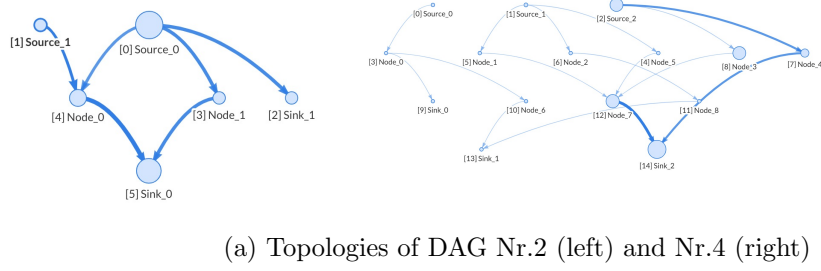 [0] Source_0 [1] Source_1 [2] Source_2
[1] Source_1 [0] Source_0
[3] Node_0 [5] Node_1 [6] Node_2 [4] Node_5 [8] Node_3 [7] Node_4
[4] Node_0 [3] Node_1 [2] Sink_1
[9] Sink_0 [10] Node_6 [12] Node_7 [11] Node_8
[13] Sink_1 [14] Sink_2
[5] Sink_0
(a) Topologies of DAG Nr.2 (left) and Nr.4 (right)